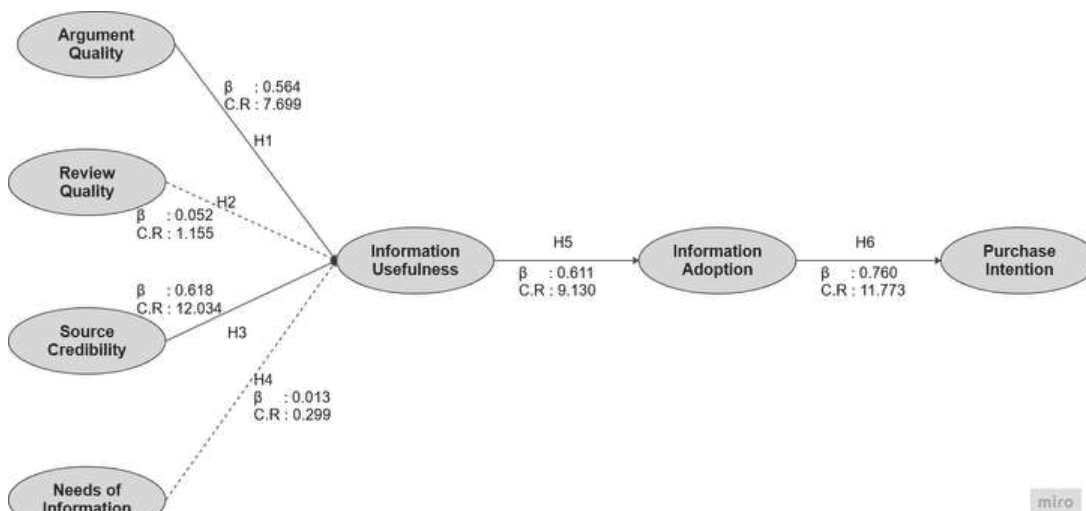 Argument
Quality
β : 0.564
C.R : 7.699
H1
Review
Quality
H2
β : 0.052
C.R : 1.155
Information
Usefulness
H5
β : 0.611
C.R : 9.130
Information
Adoption
H6
β : 0.760
C.R : 11.773
Purchase
Intention
β : 0.618
C.R : 12.034
H3
Source
Credibility
H4
β : 0.013
C.R : 0.299
Needs of
Information
miro